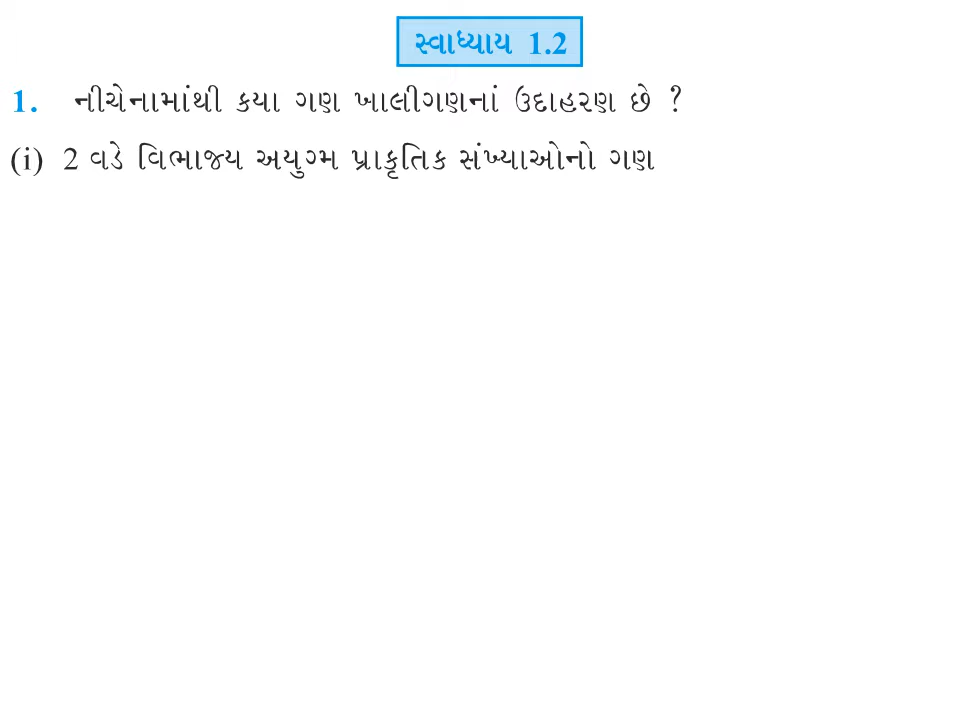 સ્વાધ્યાય 1.2
1. નીચેનામાંથી કયા ગણ ખાલીગણનાં ઉદાહરણ છે ?
(i) 2 વડે વિભાજ્ય અયુગ્મ પ્રાકૃતિક સંખ્યાઓનો ગણ